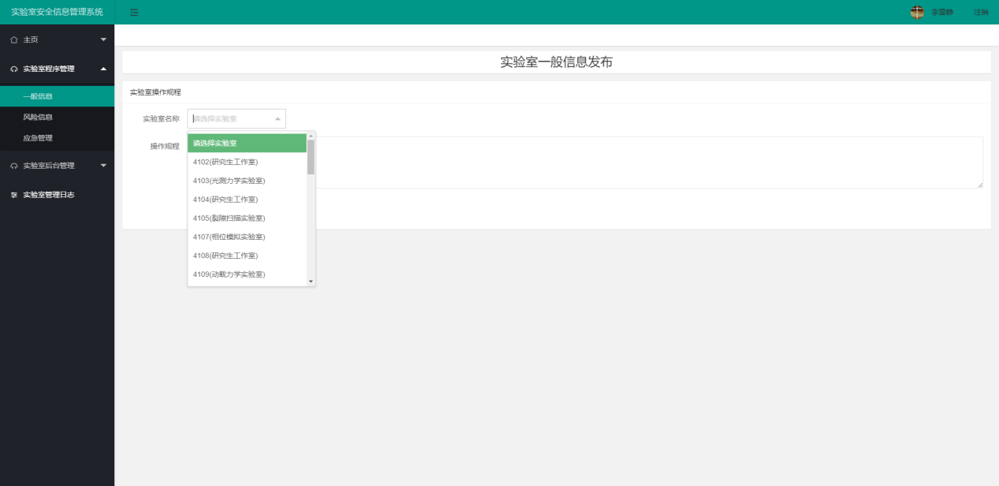 实验室安全信息管理系统
注销
主页
实验室程序管理
一般信息
风险信息
应急管理
实验室后台管理
实验室管理日志
实验室一般信息发布
实验室操作规程
实验室名称
请选择实验室
操作规程
请选择实验室
4102(研究生工作室)
4103(光测力学实验室)
4104(研究生工作室)
4105(裂隙扫描实验室)
4107(相位模拟实验室)
4108(研究生工作室)
4109(动载力学实验室)